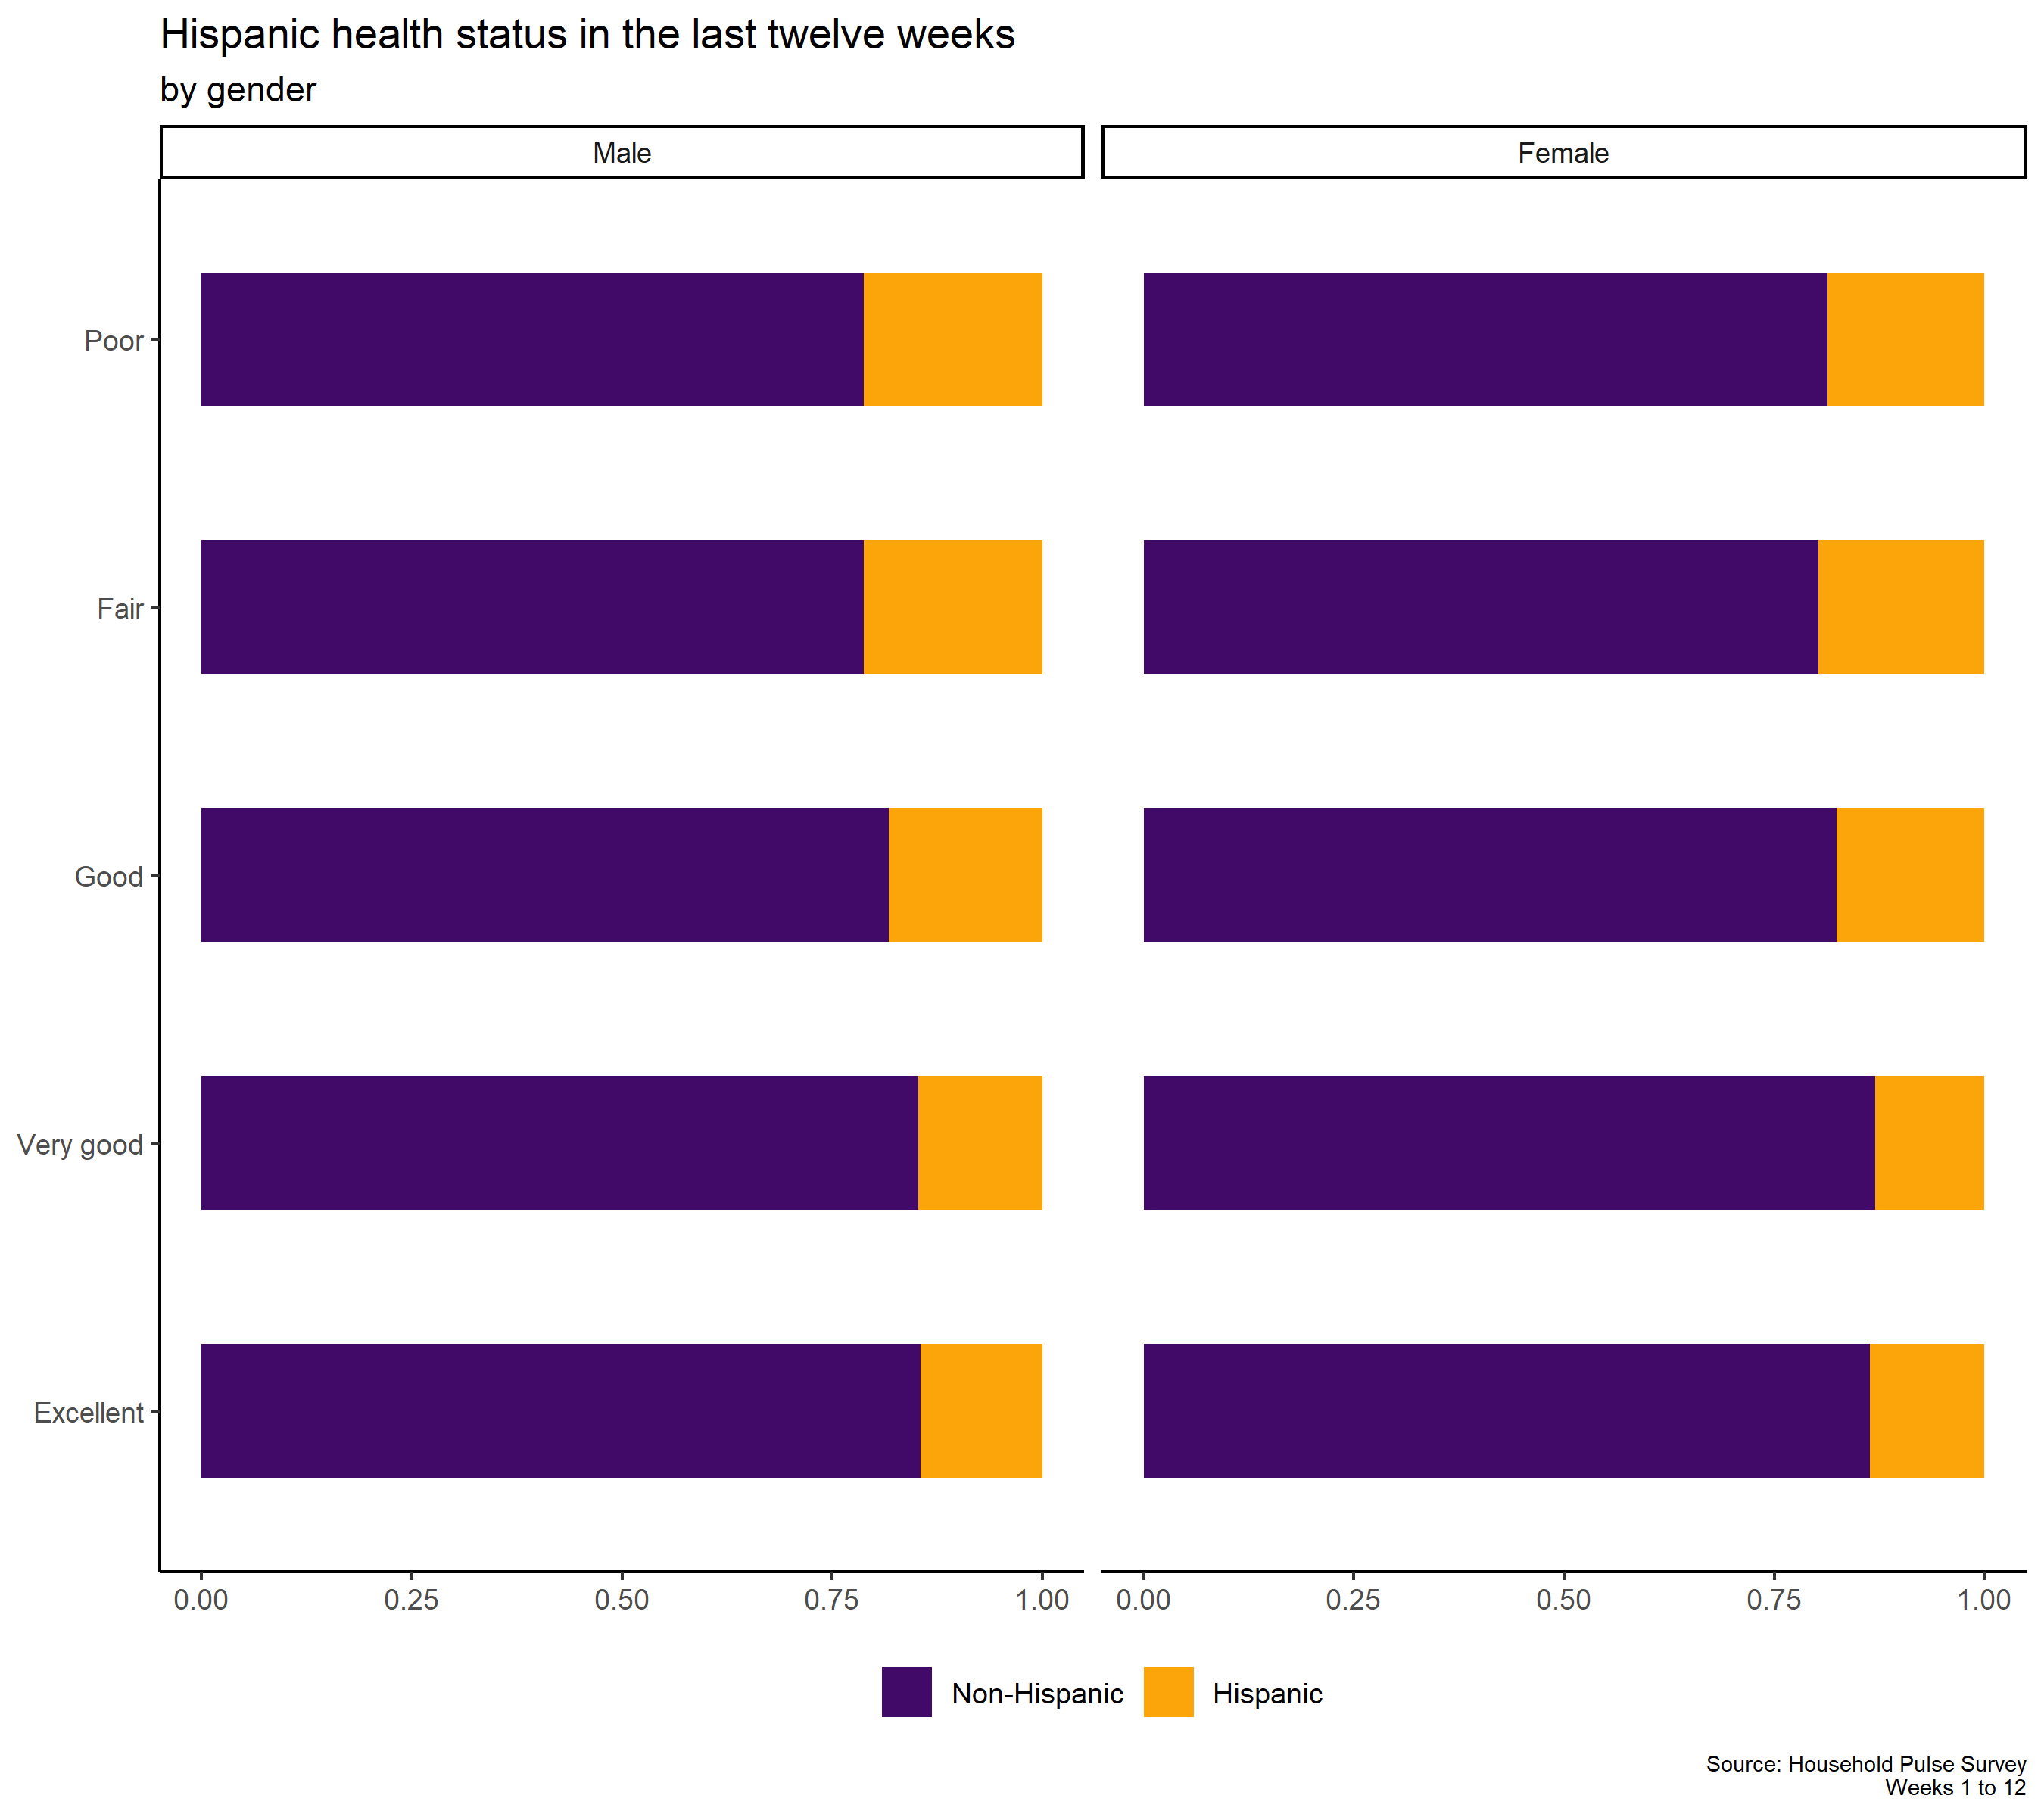 Hispanic health status in the last twelve weeks
by gender
Male
Female
Poor
Fair
Good
Very good
Excellent
0.00 0.25 0.50 0.75 1.00
0.00 0.25 0.50 0.75 1.00
Non-Hispanic
Hispanic
Source: Household Pulse Survey
Weeks 1 to 12